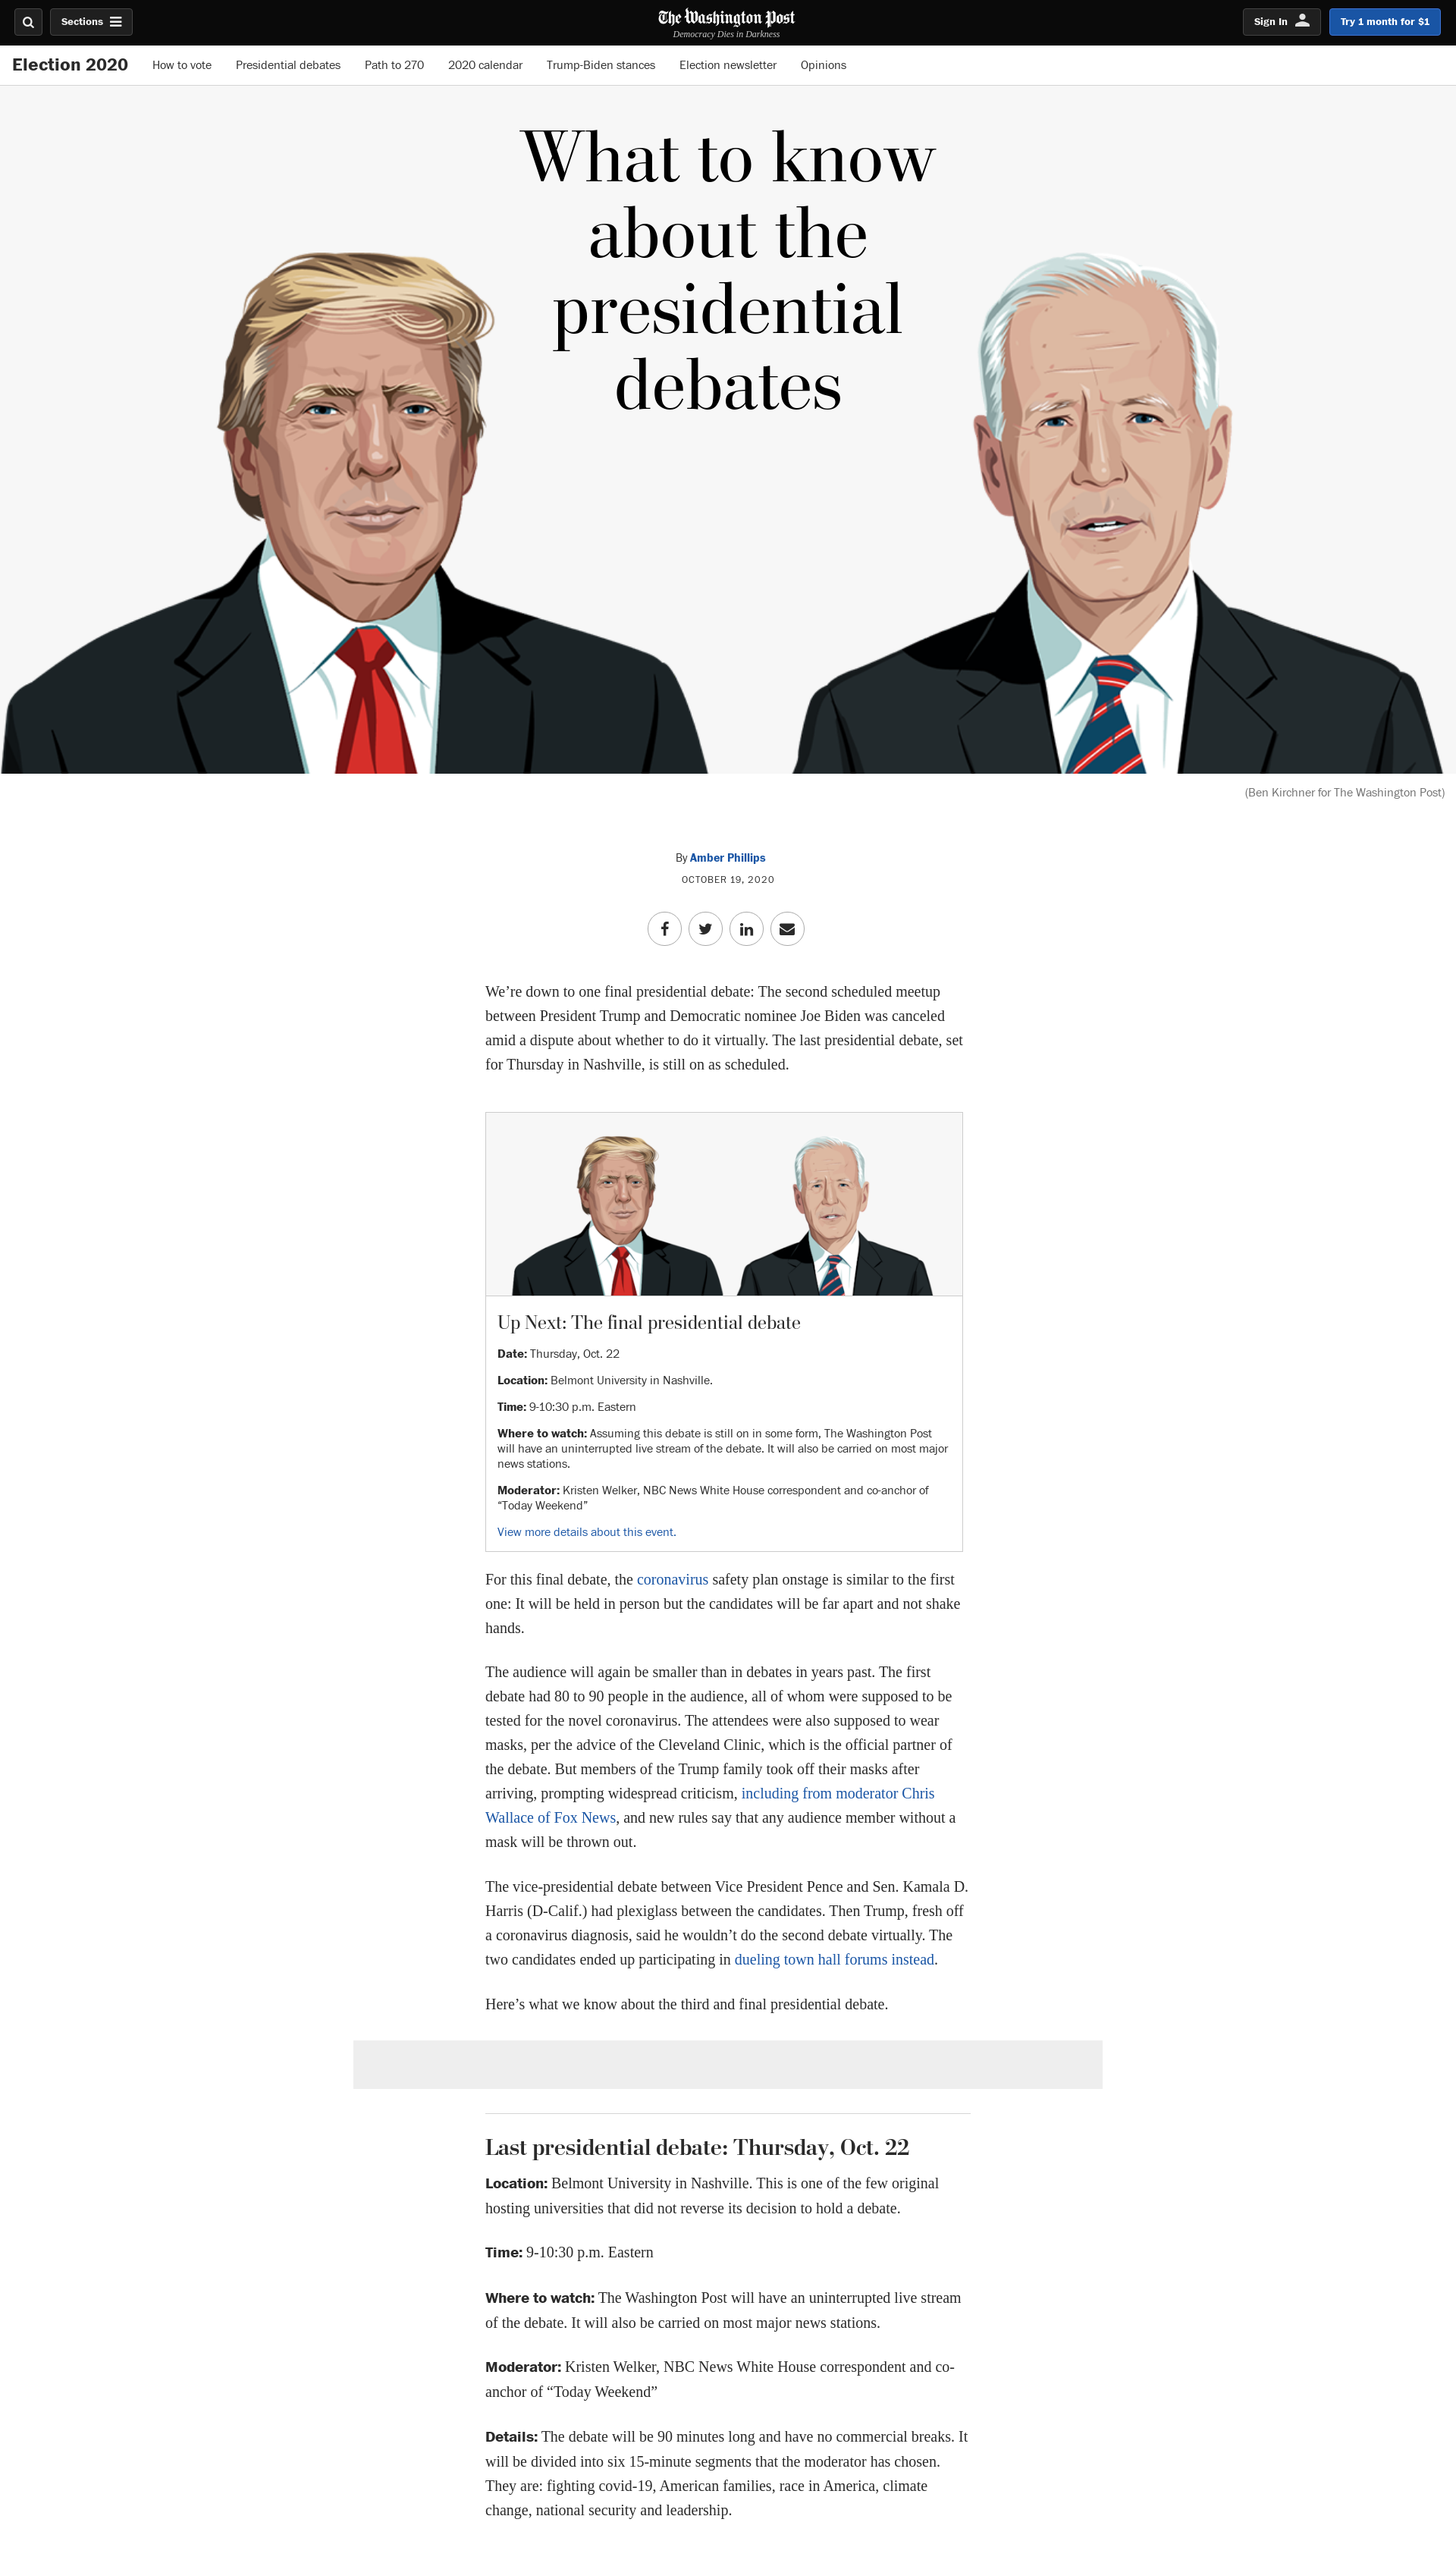 Sections
The Washington Post
Democracy Dies in Darkness
Sign In
Try 1 month for $1
Election 2020
How to vote
Presidential debates
Path to 270
2020 calendar
Trump-Biden stances
Election newsletter
Opinions
What to know
about the
presidential
debates
(Ben Kirchner for The Washington Post)
By Amber Phillips
OCTOBER 19, 2020
We’re down to one final presidential debate: The second scheduled meetup
between President Trump and Democratic nominee Joe Biden was canceled
amid a dispute about whether to do it virtually. The last presidential debate, set
for Thursday in Nashville, is still on as scheduled.
Up Next: The final presidential debate
Date: Thursday, Oct. 22
Location: Belmont University in Nashville.
Time: 9-10:30 p.m. Eastern
Where to watch: Assuming this debate is still on in some form, The Washington Post
will have an uninterrupted live stream of the debate. It will also be carried on most major
news stations.
Moderator: Kristen Welker, NBC News White House correspondent and co-anchor of
“Today Weekend”
View more details about this event.
For this final debate, the coronavirus safety plan onstage is similar to the first
one: It will be held in person but the candidates will be far apart and not shake
hands.
The audience will again be smaller than in debates in years past. The first
debate had 80 to 90 people in the audience, all of whom were supposed to be
tested for the novel coronavirus. The attendees were also supposed to wear
masks, per the advice of the Cleveland Clinic, which is the official partner of
the debate. But members of the Trump family took off their masks after
arriving, prompting widespread criticism, including from moderator Chris
Wallace of Fox News, and new rules say that any audience member without a
mask will be thrown out.
The vice-presidential debate between Vice President Pence and Sen. Kamala D.
Harris (D-Calif.) had plexiglass between the candidates. Then Trump, fresh off
a coronavirus diagnosis, said he wouldn’t do the second debate virtually. The
two candidates ended up participating in dueling town hall forums instead.
Here’s what we know about the third and final presidential debate.
Last presidential debate: Thursday, Oct. 22
Location: Belmont University in Nashville. This is one of the few original
hosting universities that did not reverse its decision to hold a debate.
Time: 9-10:30 p.m. Eastern
Where to watch: The Washington Post will have an uninterrupted live stream
of the debate. It will also be carried on most major news stations.
Moderator: Kristen Welker, NBC News White House correspondent and co-
anchor of “Today Weekend”
Details: The debate will be 90 minutes long and have no commercial breaks. It
will be divided into six 15-minute segments that the moderator has chosen.
They are: fighting covid-19, American families, race in America, climate
change, national security and leadership.